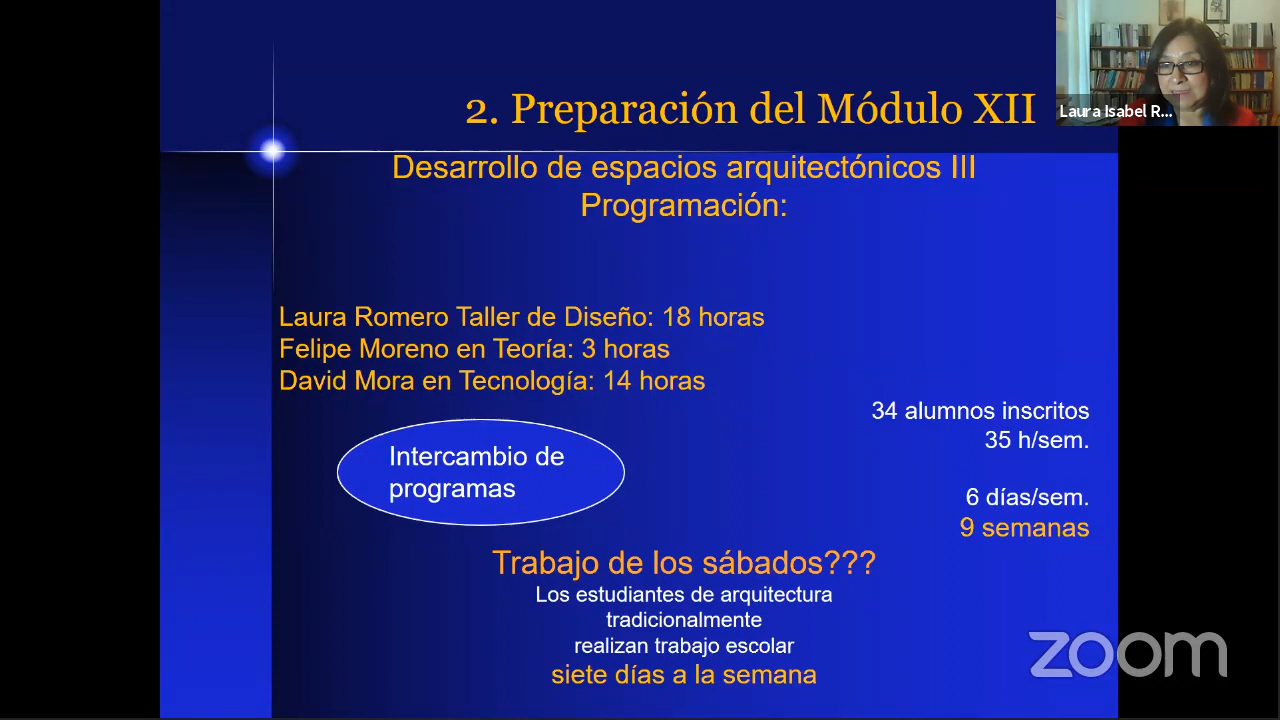 2. Preparación del Módulo XII
Laura Isabel R...
Desarrollo de espacios arquitectónicos III
Programación:
Laura Romero Taller de Diseño: 18 horas
Felipe Moreno en Teoría: 3 horas
David Mora en Tecnología: 14 horas
34 alumnos inscritos
35 h/sem.
Intercambio de
programas
6 días/sem.
9 semanas
Trabajo de los sábados???
Los estudiantes de arquitectura
tradicionalmente
realizan trabajo escolar
siete días a la semana
zoom